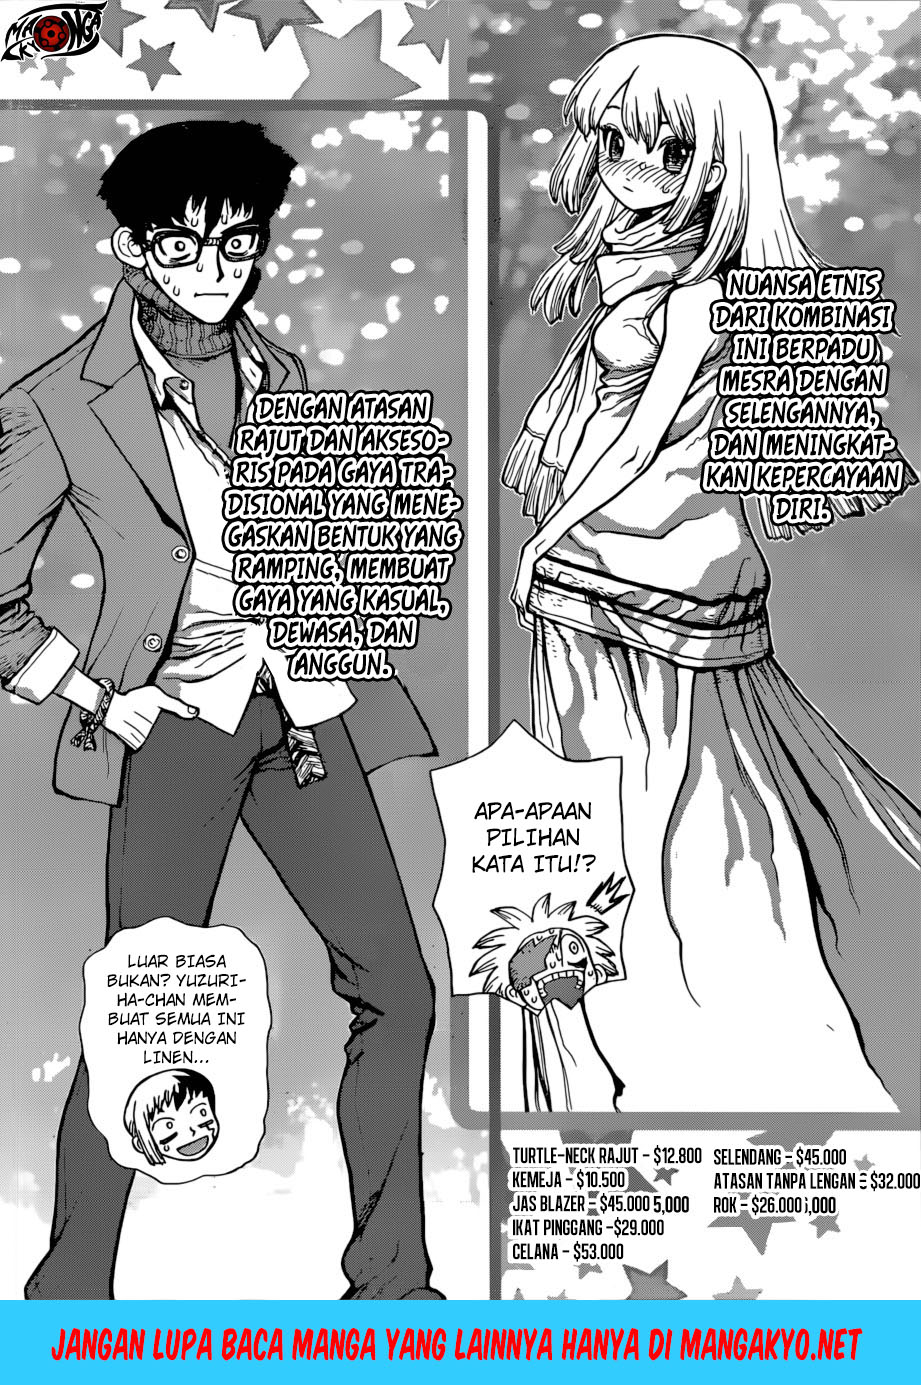 MANGA
KYO
NUANSA ETNIS
DARI KOMBINASI
INI BERPADU
MESRA DENGAN
SELENGANNYA,
DAN MENINGKAT-
KAN KEPERCAYAAN
DIRI.
DENGAN ATASAN
RAJUT DAN AKSESO-
RIS PADA GAYA TRA-
DISIONAL YANG MENE-
GASKAN BENTUK YANG
RAMPING, MEMBUAT
GAYA YANG KASUAL,
DEWASA, DAN
ANGGUN.
APA-APAAN
PILIHAN
KATA ITU!?
LUAR BIASA
BUKAN? YUZURI-
HA-CHAN MEM-
BUAT SEMUA INI
HANYA DENGAN
LINEN...
TURTLE-NECK RAJUT - $12.800
KEMEJA - $10.500
JAS BLAZER - $45.000 5,000
IKAT PINGGANG -$29.000
CELANA - $53.000
SELENDANG - $45.000
ATASAN TANPA LENGAN - $32.000
ROK - $26.000 ,000
JANGAN LUPA BACA MANGA YANG LAINNYA HANYA DI MANGAKYO.NET